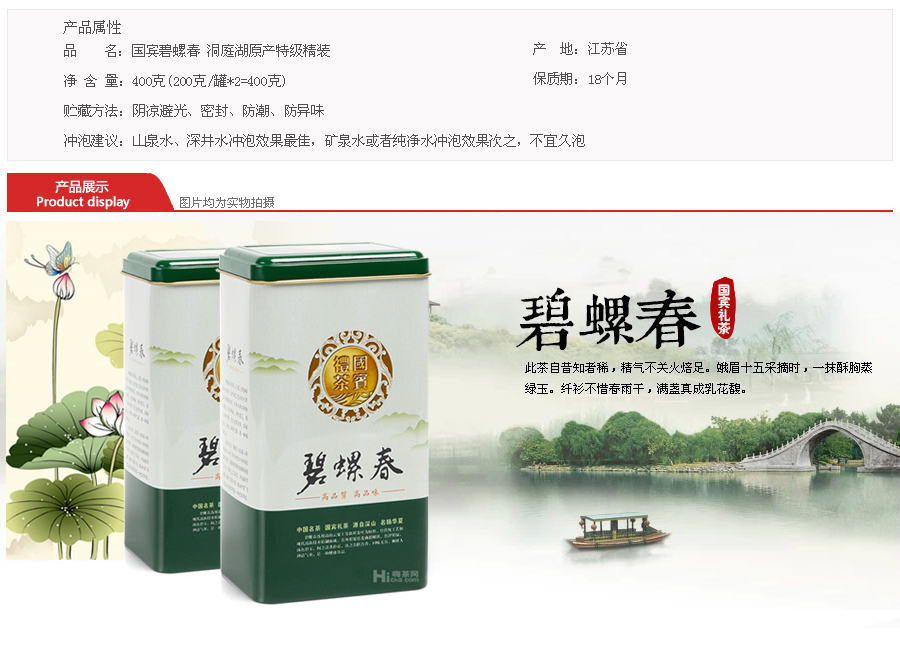 产品属性
品 名：国宾碧螺春 洞庭湖原产特级精装
产 地：江苏省
净 含 量：400克(200克/罐*2=400克)
保质期：18个月
贮藏方法：阴凉避光、密封、防潮、防异味
冲泡建议：山泉水、深井水冲泡效果最佳，矿泉水或者纯净水冲泡效果次之，不宜久泡
产品展示
Product display
图片均为实物拍摄
碧螺春
国宾礼茶
此茶自昔知者稀，精气不关火焙足。蛾眉十五采摘时，一抹酥胸蒸
绿玉。纤衫不惜春雨干，满盏真成乳花馥。
碧螺春
國賓
禮茶
碧螺春
高品質 高品味
中国名茶 国宾礼茶 源自深山 名扬华夏
Hi 嗨茶网